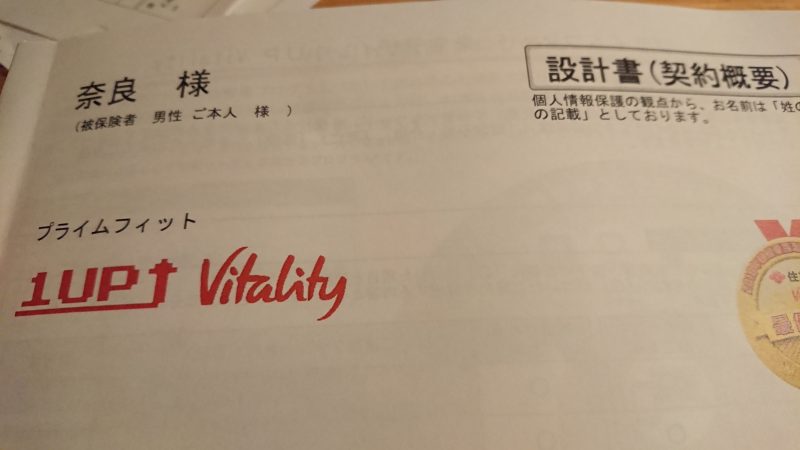 奈良 様
(被保険者 男性 ご本人 様 )
設計書(契約概要)
個人情報保護の観点から、お名前は「姓の
の記載」としております。
プライムフィット
1UP↑ Vitality
住